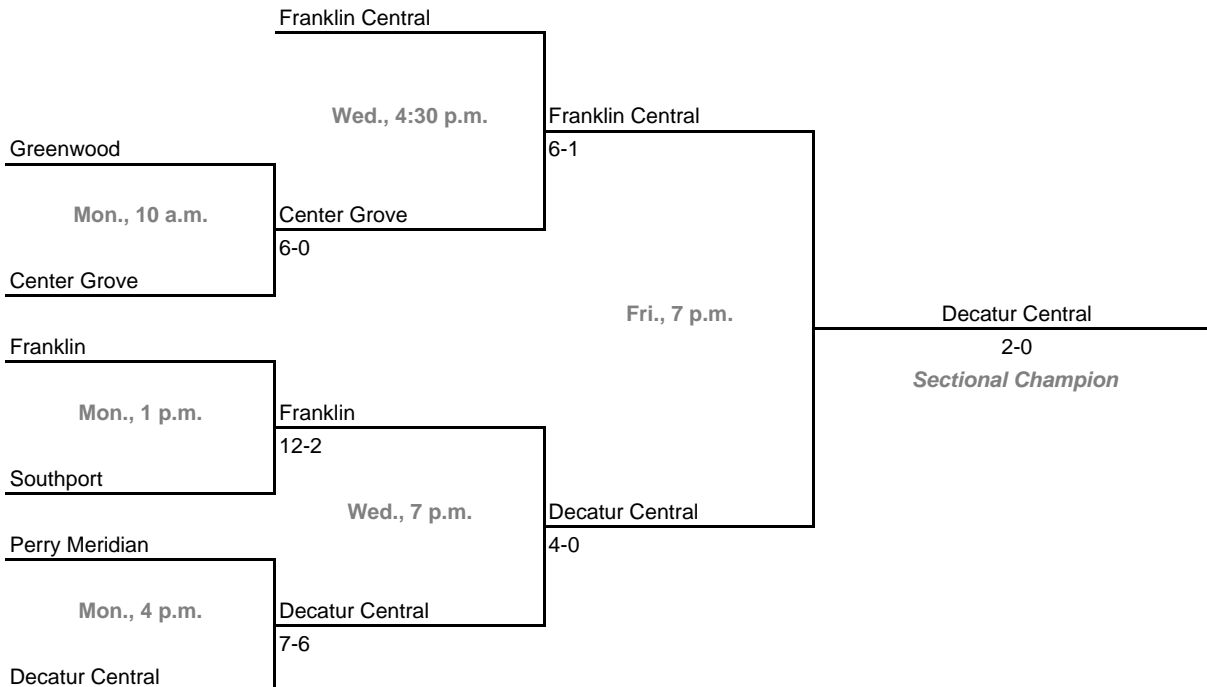 Franklin Central
Wed., 4:30 p.m.
Franklin Central
Greenwood
6-1
Mon., 10 a.m.
Center Grove
6-0
Center Grove
Fri., 7 p.m.
Decatur Central
Franklin
2-0
Sectional Champion
Mon., 1 p.m.
Franklin
12-2
Southport
Wed., 7 p.m.
Decatur Central
Perry Meridian
4-0
Mon., 4 p.m.
Decatur Central
7-6
Decatur Central